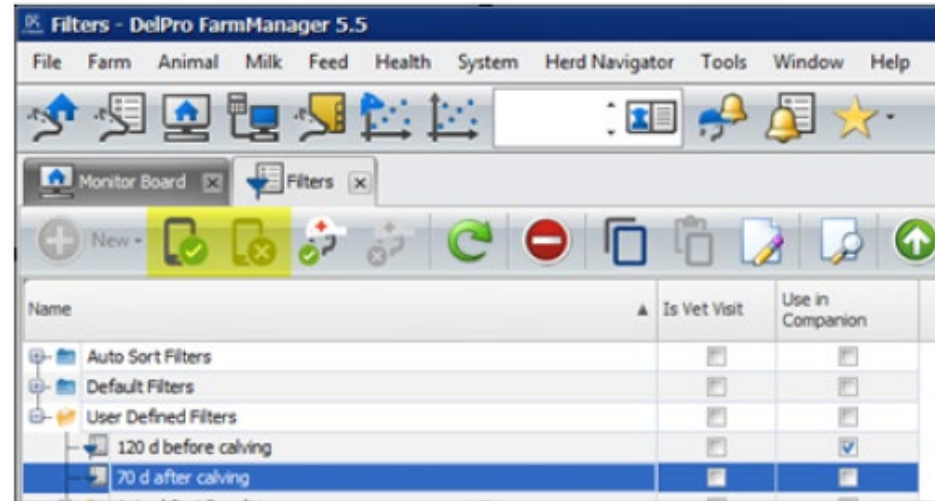 Filters - DelPro FarmManager 5.5
File Farm Animal Milk Feed Health System Herd Navigator Tools Window Help
Monitor Board Filters
New
Name Is Vet Visit Use in Companion
Auto Sort Filters
Default Filters
User Defined Filters
120 d before calving
70 d after calving